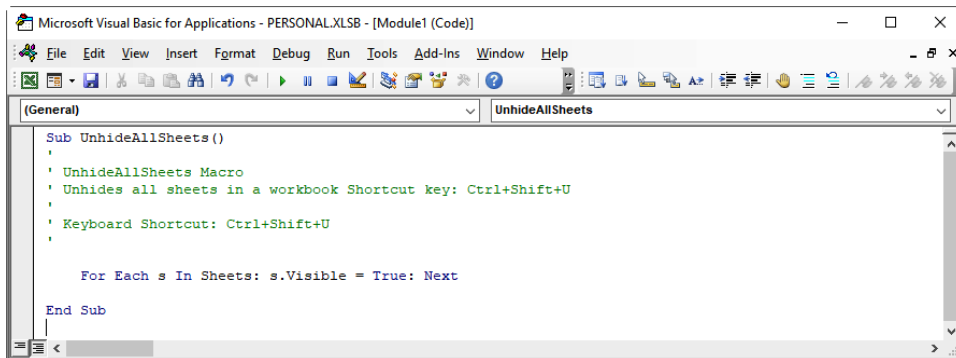 Microsoft Visual Basic for Applications - PERSONAL.XLSB - [Module1 (Code)]
File Edit View Insert Format Debug Run Tools Add-Ins Window Help
(General) UnhideAllSheets
Sub UnhideAllSheets()
'
' UnhideAllSheets Macro
' Unhides all sheets in a workbook Shortcut key: Ctrl+Shift+U
'
' Keyboard Shortcut: Ctrl+Shift+U
'
For Each s In Sheets: s.Visible = True: Next
End Sub